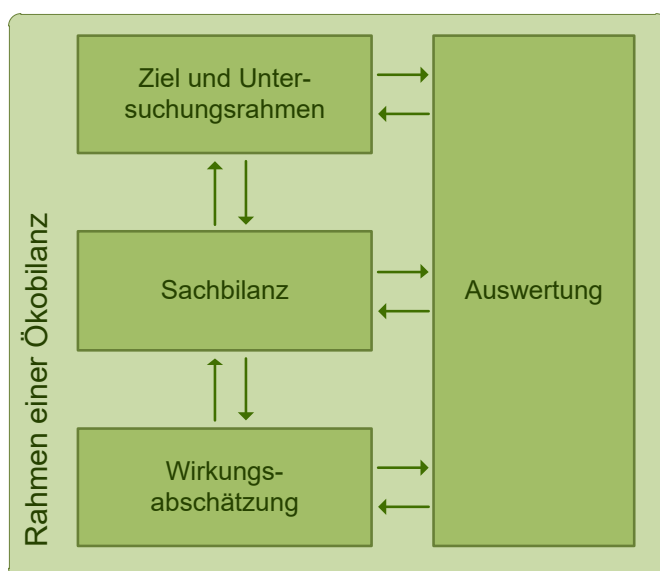 Rahmen einer Ökobilanz
Ziel und Unter-
suchungsrahmen
Sachbilanz
Wirkungs-
abschätzung
Auswertung